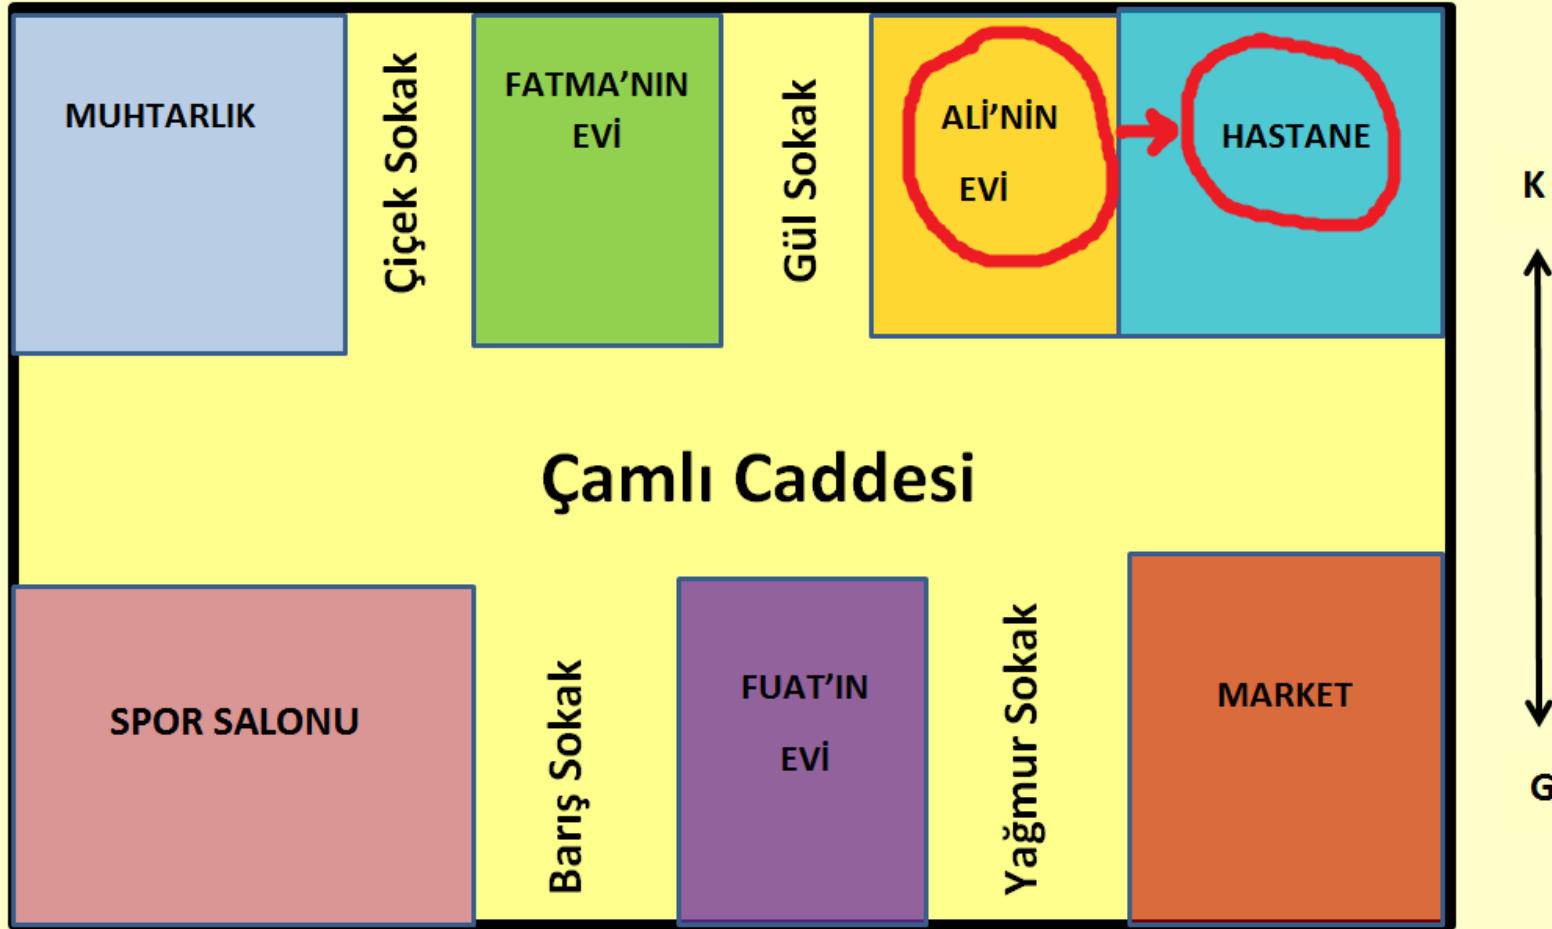 MUHTARLIK
Çiçek Sokak
FATMA’NIN
EVİ
Gül Sokak
ALİ’NİN
EVİ
HASTANE
K
Çamlı Caddesi
SPOR SALONU
Barış Sokak
FUAT’IN
EVİ
Yağmur Sokak
MARKET
G